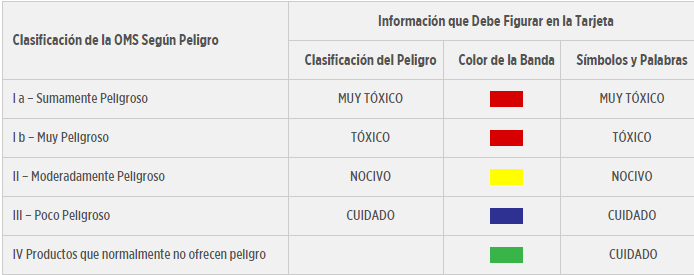 Clasificación de la OMS Según Peligro
Información que Debe Figurar en la Tarjeta
Clasificación del Peligro
Color de la Banda
Símbolos y Palabras
I a – Sumamente Peligroso
MUY TÓXICO
MUY TÓXICO
I b – Muy Peligroso
TÓXICO
TÓXICO
II – Moderadamente Peligroso
NOCIVO
NOCIVO
III – Poco Peligroso
CUIDADO
CUIDADO
IV Productos que normalmente no ofrecen peligro
CUIDADO